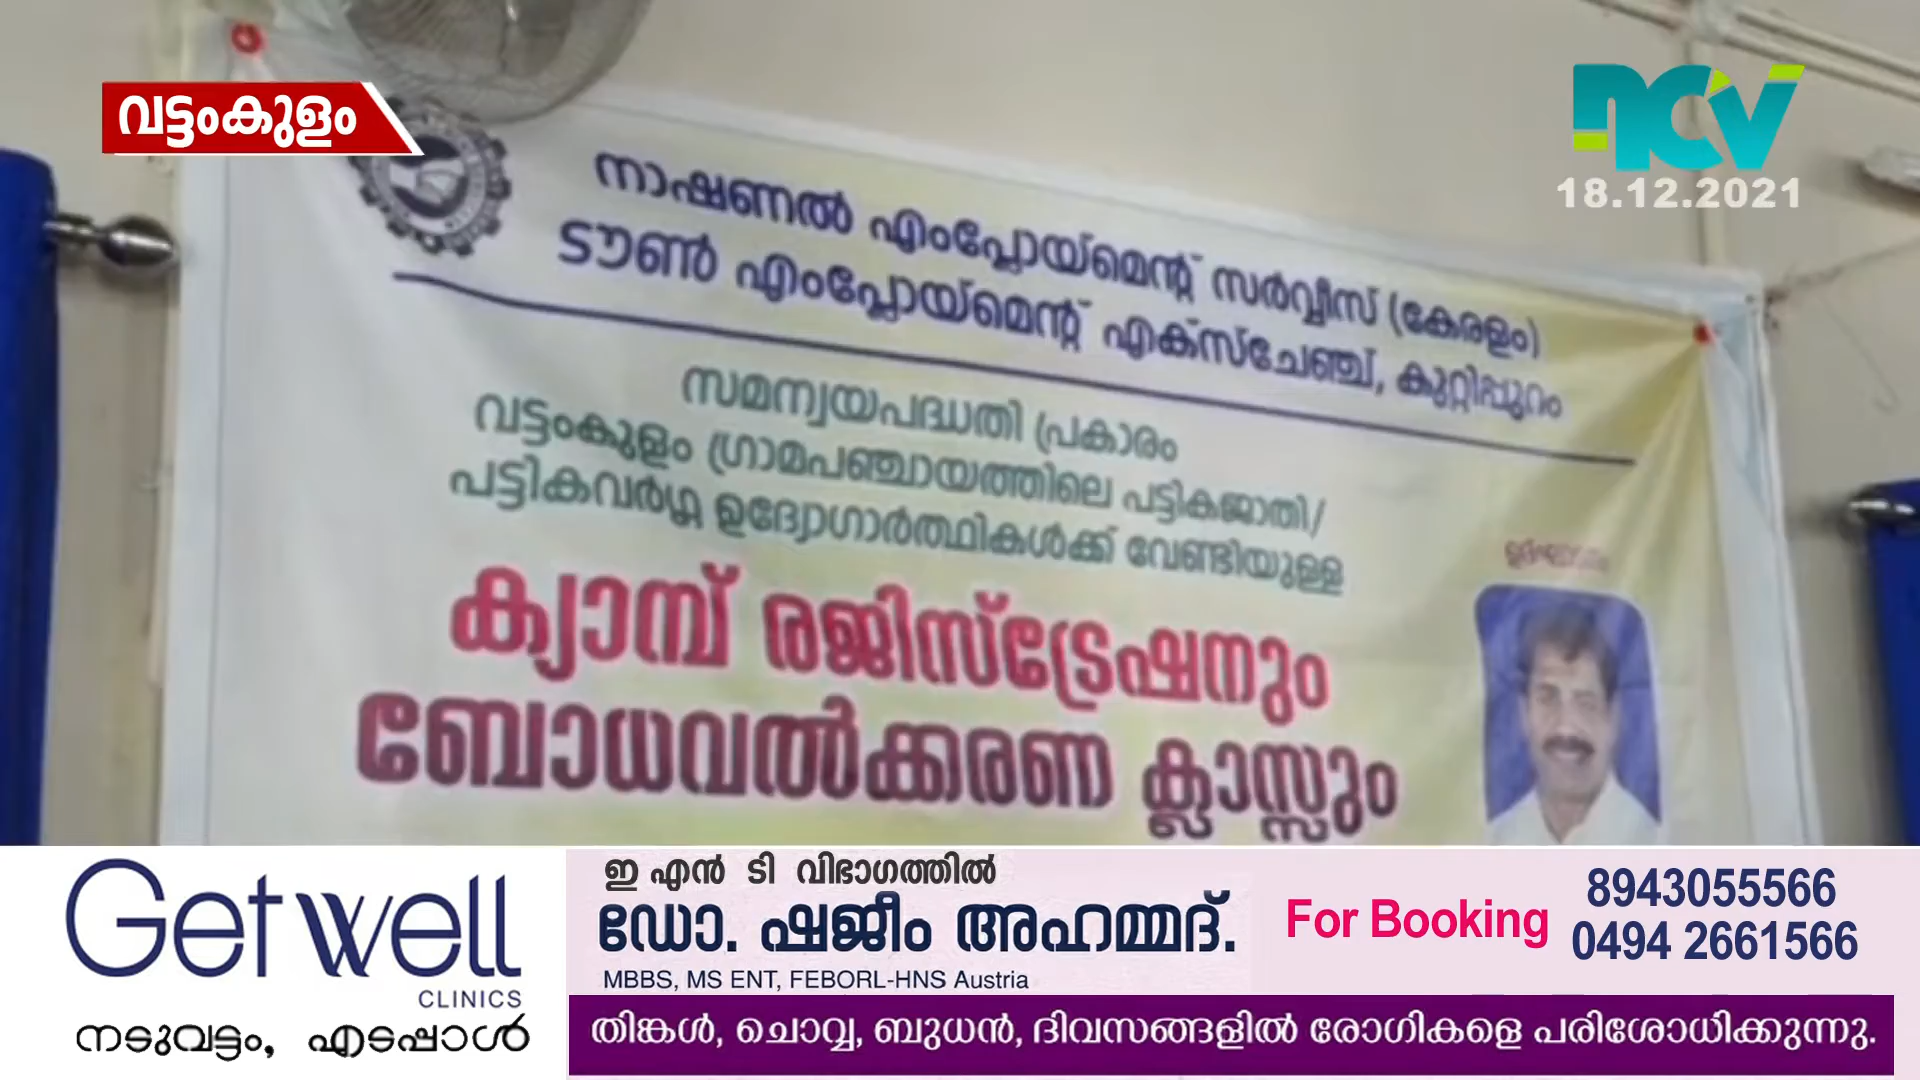 വട്ടംകുളം
ncv
18.12.2021
നാഷണൽ എംപ്ലോയ്മെന്റ് സർവ്വീസ് (കേരളം)
ടൗൺ എംപ്ലോയ്മെന്റ് എക്സ്ചേഞ്ച്, കുറ്റിപ്പുറം
സമന്വയപദ്ധതി പ്രകാരം
വട്ടംകുളം ഗ്രാമപഞ്ചായത്തിലെ പട്ടികജാതി/
പട്ടികവർഗ്ഗ ഉദ്യോഗാർത്ഥികൾക്ക് വേണ്ടിയുള്ള
ക്യാമ്പ് രജിസ്ട്രേഷനും
ബോധവൽക്കരണ ക്ലാസ്സും
Getwell
CLINICS
നടുവട്ടം, എടപ്പാൾ
ഇ എൻ ടി വിഭാഗത്തിൽ
ഡോ. ഷജീം അഹമ്മദ്.
MBBS, MS ENT, FEBORL-HNS Austria
For Booking
8943055566
0494 2661566
തിങ്കൾ, ചൊവ്വ, ബുധൻ, ദിവസങ്ങളിൽ രോഗികളെ പരിശോധിക്കുന്നു.